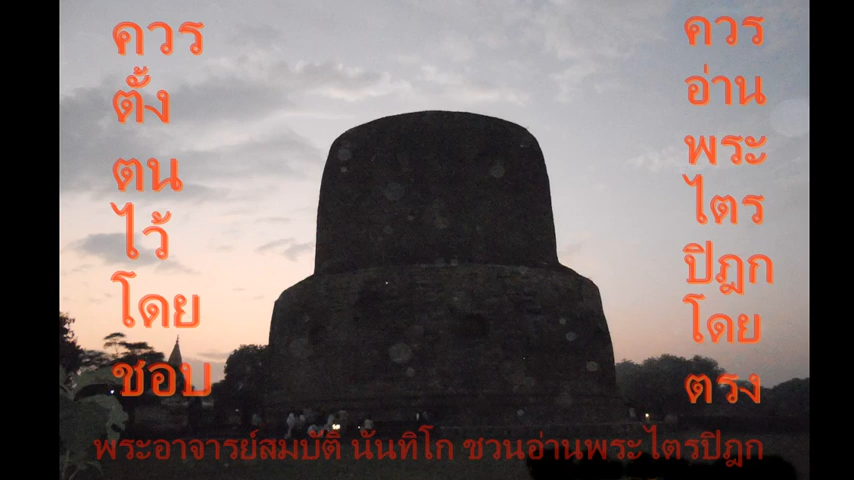 ควร
ตั้ง
ตน
ไว้
โดย
ชอบ
ควร
อ่าน
พระ
ไตร
ปิฎก
โดย
ตรง
พระอาจารย์สมบัติ นันทิโก ชวนอ่านพระไตรปิฎก